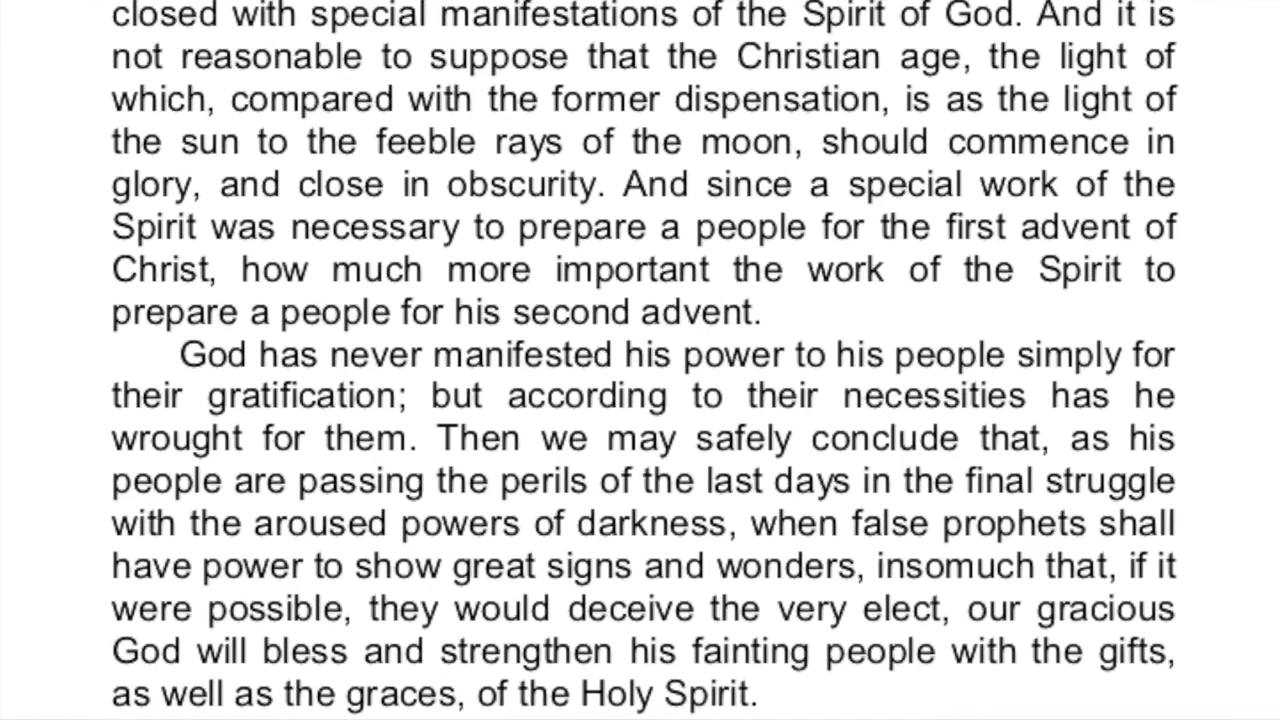 closed with special manifestations of the Spirit of God. And it is
not reasonable to suppose that the Christian age, the light of
which, compared with the former dispensation, is as the light of
the sun to the feeble rays of the moon, should commence in
glory, and close in obscurity. And since a special work of the
Spirit was necessary to prepare a people for the first advent of
Christ, how much more important the work of the Spirit to
prepare a people for his second advent.
God has never manifested his power to his people simply for
their gratification; but according to their necessities has he
wrought for them. Then we may safely conclude that, as his
people are passing the perils of the last days in the final struggle
with the aroused powers of darkness, when false prophets shall
have power to show great signs and wonders, insomuch that, if it
were possible, they would deceive the very elect, our gracious
God will bless and strengthen his fainting people with the gifts,
as well as the graces, of the Holy Spirit.